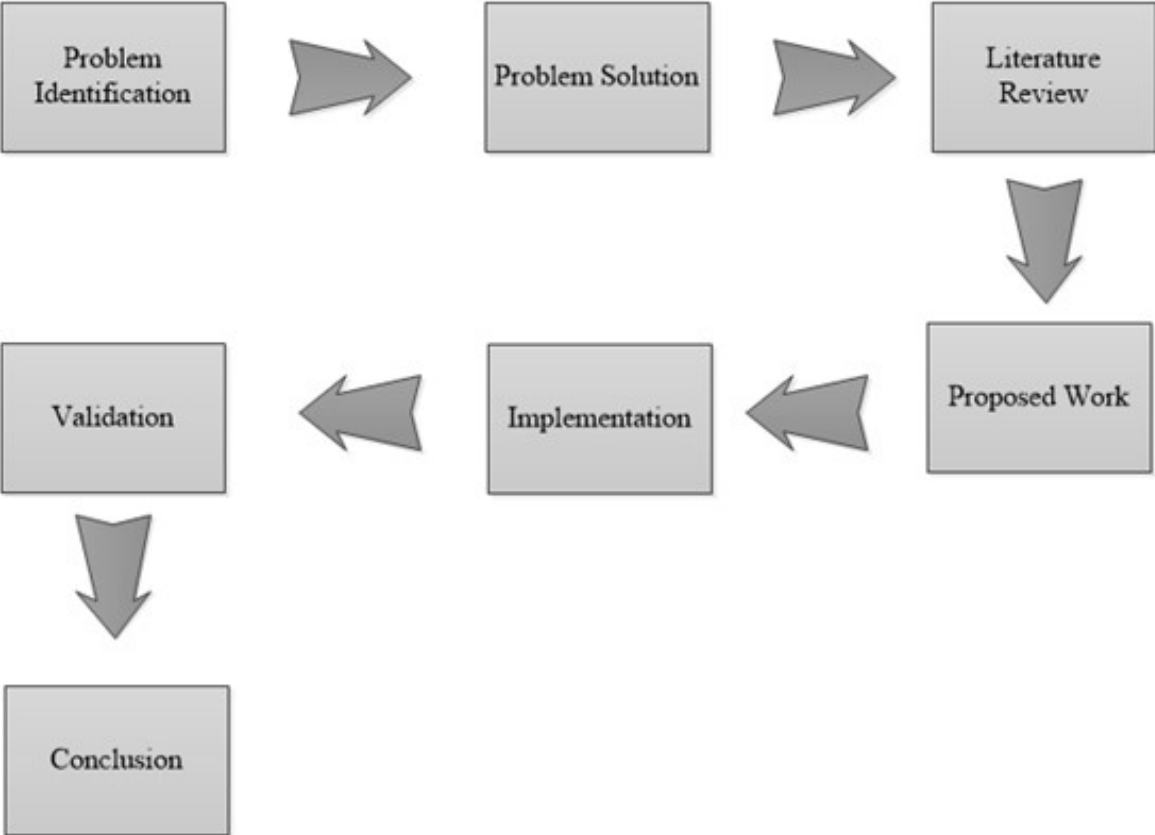 Problem
Identification
Problem Solution
Literature
Review
Proposed Work
Implementation
Validation
Conclusion